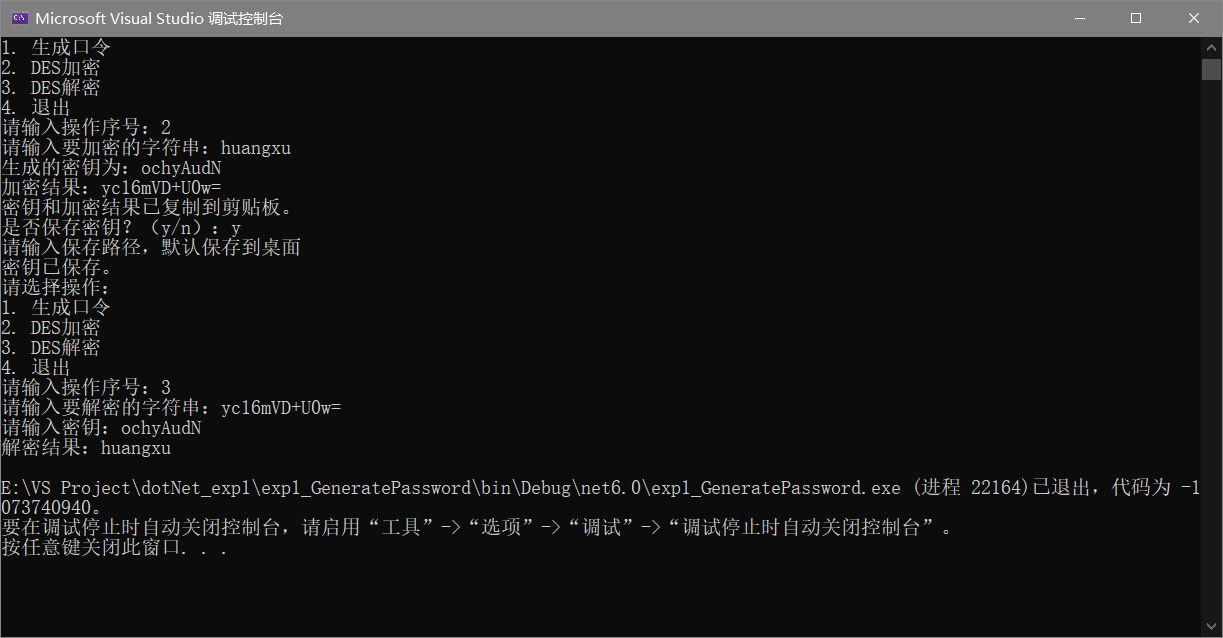 Microsoft Visual Studio 调试控制台
1. 生成口令
2. DES加密
3. DES解密
4. 退出
请输入操作序号：2
请输入要加密的字符串：huangxu
生成的密钥为：ochyAudN
加密结果：ycl6mVD+U0w=
密钥和加密结果已复制到剪贴板。
是否保存密钥？（y/n）：y
请输入保存路径，默认保存到桌面
密钥已保存。
请选择操作：
1. 生成口令
2. DES加密
3. DES解密
4. 退出
请输入操作序号：3
请输入要解密的字符串：ycl6mVD+U0w=
请输入密钥：ochyAudN
解密结果：huangxu
E:\VS Project\dotNet_exp1\exp1_GeneratePassword\bin\Debug\net6.0\exp1_GeneratePassword.exe (进程 22164)已退出，代码为 -1
073740940。
要在调试停止时自动关闭控制台，请启用“工具”->“选项”->“调试”->“调试停止时自动关闭控制台”。
按任意键关闭此窗口. . .